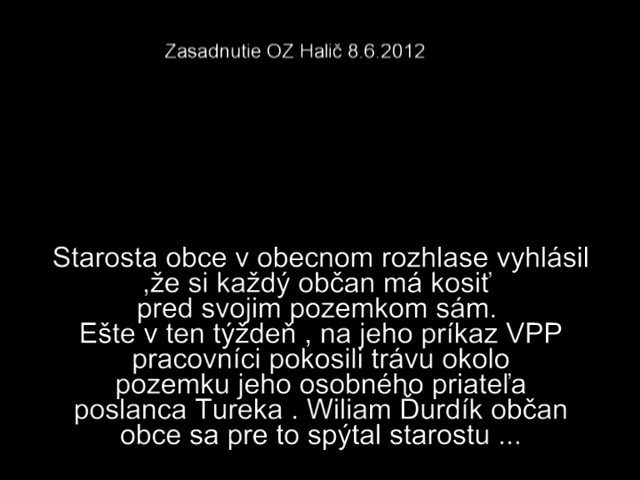 Zasadnutie OZ Halič 8.6.2012
Starosta obce v obecnom rozhlase vyhlásil
,že si každý občan má kosiť
pred svojim pozemkom sám.
Ešte v ten týždeň , na jeho príkaz VPP
pracovníci pokosili trávu okolo
pozemku jeho osobného priateľa
poslanca Tureka . Wiliam Ďurdík občan
obce sa pre to spýtal starostu ...